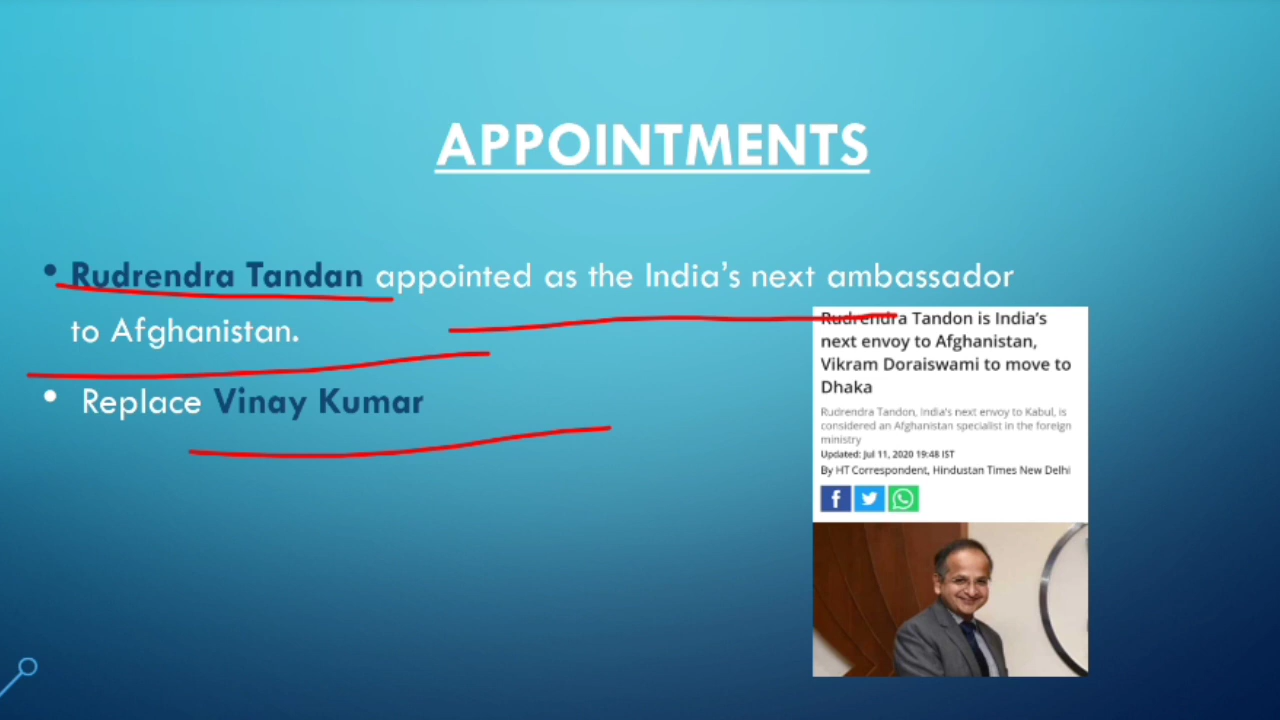 APPOINTMENTS
• Rudrendra Tandan appointed as the India's next ambassador
to Afghanistan.
• Replace Vinay Kumar
Rudrendra Tandon is India's
next envoy to Afghanistan,
Vikram Doraiswami to move to
Dhaka
Rudrendra Tandon, India's next envoy to Kabul, is
considered an Afghanistan specialist in the foreign
ministry
Updated: Jul 11, 2020 19:48 IST
By HT Correspondent, Hindustan Times New Delhi